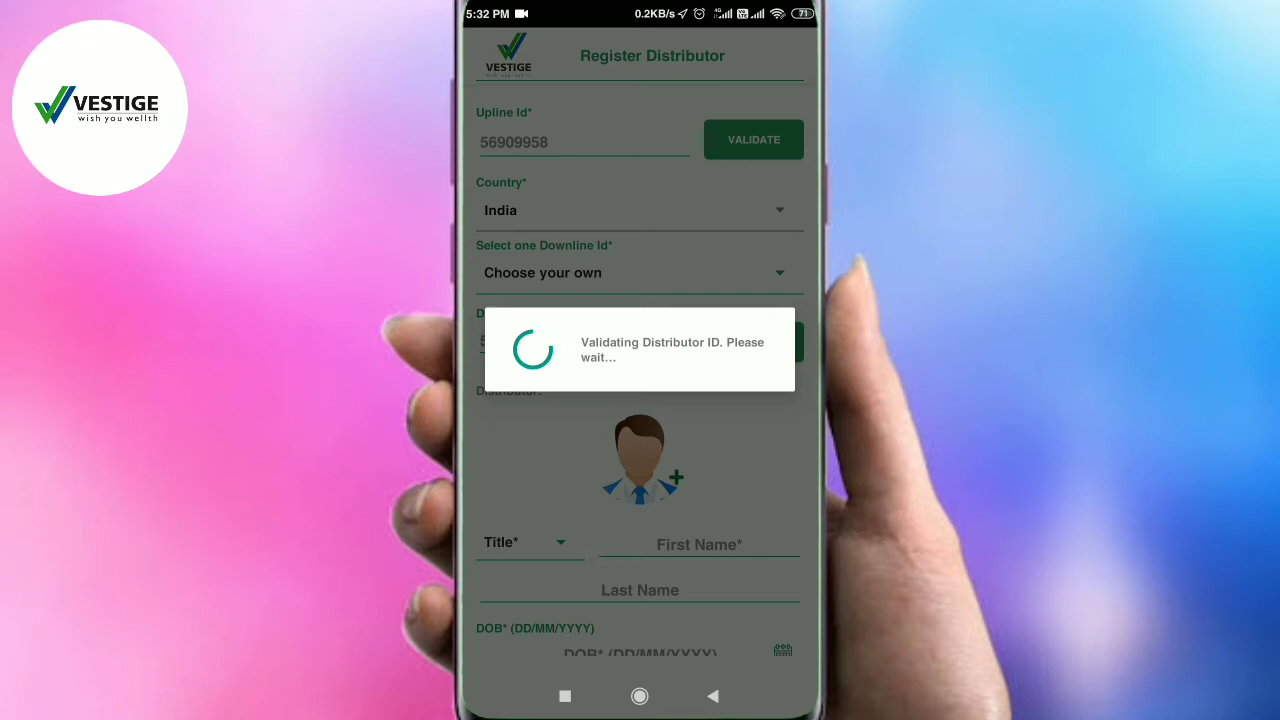 VESTIGE
wish you wellth
5:32 PM 0.2KB/s 4G 71
VESTIGE
Register Distributor
Upline Id*
56909958
VALIDATE
Country*
India
Select one Downline Id*
Choose your own
Validating Distributor ID. Please
wait...
Distributor:
Title*
First Name*
Last Name
DOB* (DD/MM/YYYY)
DOB* (DD/MM/YYYY)